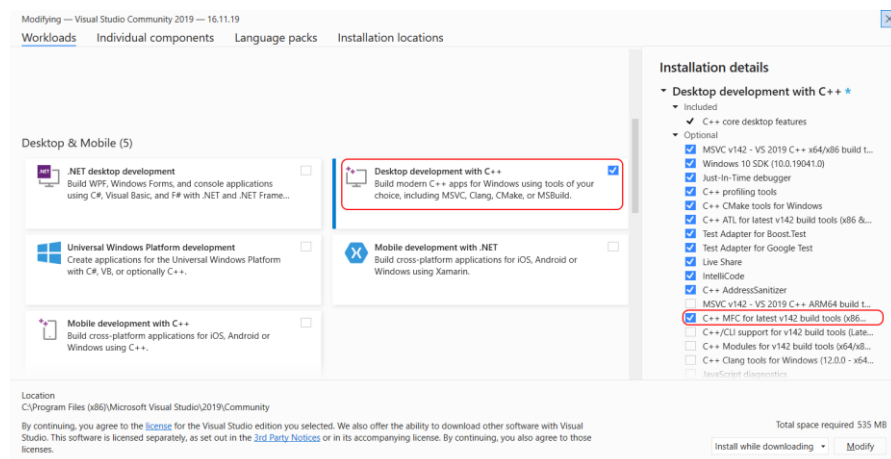 Modifying — Visual Studio Community 2019 — 16.11.19
Workloads Individual components Language packs Installation locations
Desktop & Mobile (5)
.NET desktop development
Build WPF, Windows Forms, and console applications
using C#, Visual Basic, and F# with .NET and .NET Frame...
Desktop development with C++
Build modern C++ apps for Windows using tools of your
choice, including MSVC, Clang, CMake, or MSBuild.
Universal Windows Platform development
Create applications for the Universal Windows Platform
with C#, VB, or optionally C++.
Mobile development with .NET
Build cross-platform applications for iOS, Android or
Windows using Xamarin.
Mobile development with C++
Build cross-platform applications for iOS, Android or
Windows using C++.
Installation details
Desktop development with C++ *
Included
C++ core desktop features
Optional
MSVC v142 - VS 2019 C++ x64/x86 build t...
Windows 10 SDK (10.0.19041.0)
Just-In-Time debugger
C++ profiling tools
C++ CMake tools for Windows
C++ ATL for latest v142 build tools (x86 &...
Test Adapter for Boost.Test
Test Adapter for Google Test
Live Share
IntelliCode
C++ AddressSanitizer
MSVC v142 - VS 2019 C++ ARM64 build t...
C++ MFC for latest v142 build tools (x86...
C++/CLI support for v142 build tools (Late...
C++ Modules for v142 build tools (x64/x8...
C++ Clang tools for Windows (12.0.0 - x64...
JavaScript diagnostics
Location
C:\Program Files (x86)\Microsoft Visual Studio\2019\Community
By continuing, you agree to the license for the Visual Studio edition you selected. We also offer the ability to download other software with Visual
Studio. This software is licensed separately, as set out in the 3rd Party Notices or in its accompanying license. By continuing, you also agree to those
licenses.
Total space required 535 MB
Install while downloading Modify